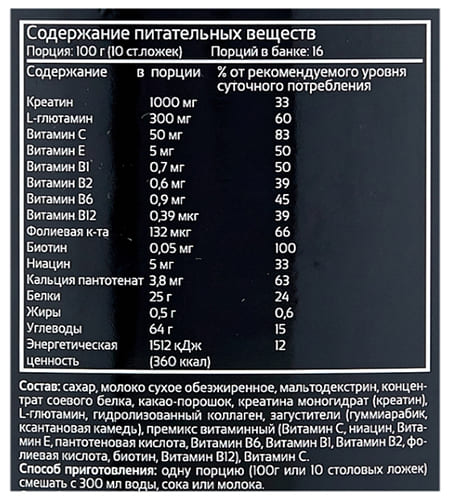 Содержание питательных веществ
Порция: 100 г (10 ст.ложек) Порций в банке: 16
Содержание в порции % от рекомендуемого уровня
суточного потребления
Креатин 1000 мг 33
L-глютамин 300 мг 60
Витамин С 50 мг 83
Витамин Е 5 мг 50
Витамин В1 0,7 мг 50
Витамин В2 0,6 мг 39
Витамин В6 0,9 мг 45
Витамин В12 0,39 мкг 39
Фолиевая к-та 132 мкг 66
Биотин 0,05 мг 100
Ниацин 5 мг 33
Кальция пантотенат 3,8 мг 63
Белки 25 г 24
Жиры 0,5 г 0,6
Углеводы 64 г 15
Энергетическая 1512 кДж 12
ценность (360 ккал)
Состав: сахар, молоко сухое обезжиренное, мальтодекстрин, концен-
трат соевого белка, какао-порошок, креатина моногидрат (креатин),
L-глютамин, гидролизованный коллаген, загустители (гуммиарабик,
ксантановая камедь), премикс витаминный (Витамин С, ниацин, Вита-
мин Е, пантотеновая кислота, Витамин В6, Витамин В1, Витамин В2, фо-
лиевая кислота, биотин, Витамин В12), Витамин С.
Способ приготовления: одну порцию (100г или 10 столовых ложек)
смешать с 300 мл воды, сока или молока.